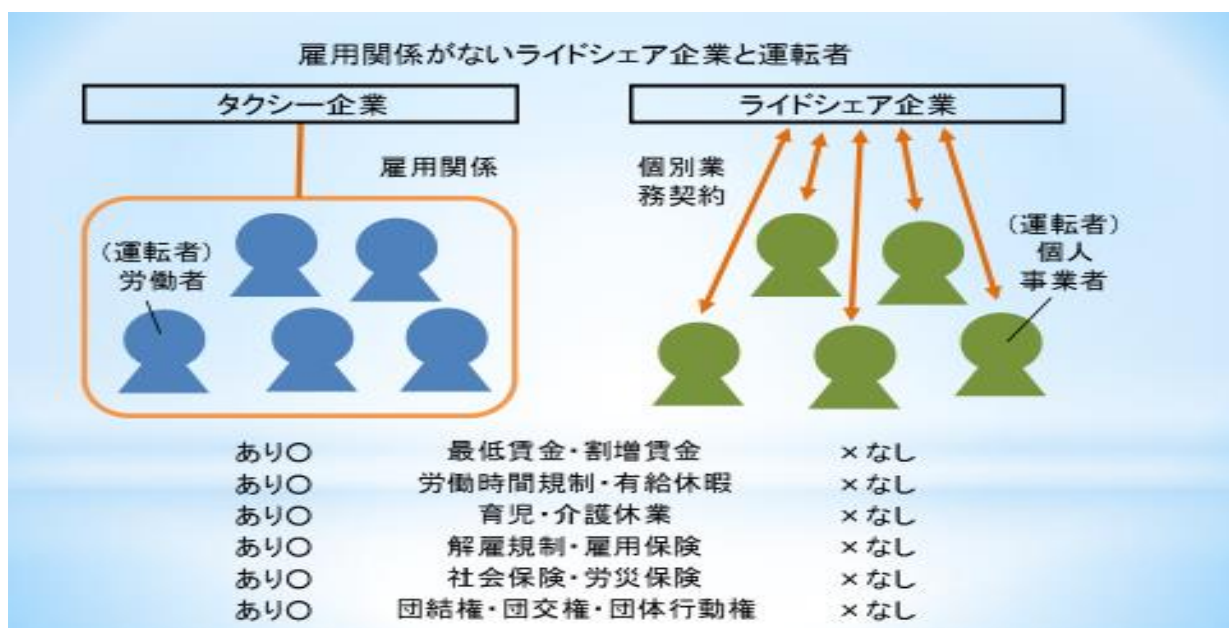 雇用関係がないライドシェア企業と運転者
タクシー企業
ライドシェア企業
雇用関係
個別業
務契約
（運転者）
労働者
（運転者）
個人
事業者
あり○ 最低賃金・割増賃金 ×なし
あり○ 労働時間規制・有給休暇 ×なし
あり○ 育児・介護休業 ×なし
あり○ 解雇規制・雇用保険 ×なし
あり○ 社会保険・労災保険 ×なし
あり○ 団結権・団交権・団体行動権 ×なし